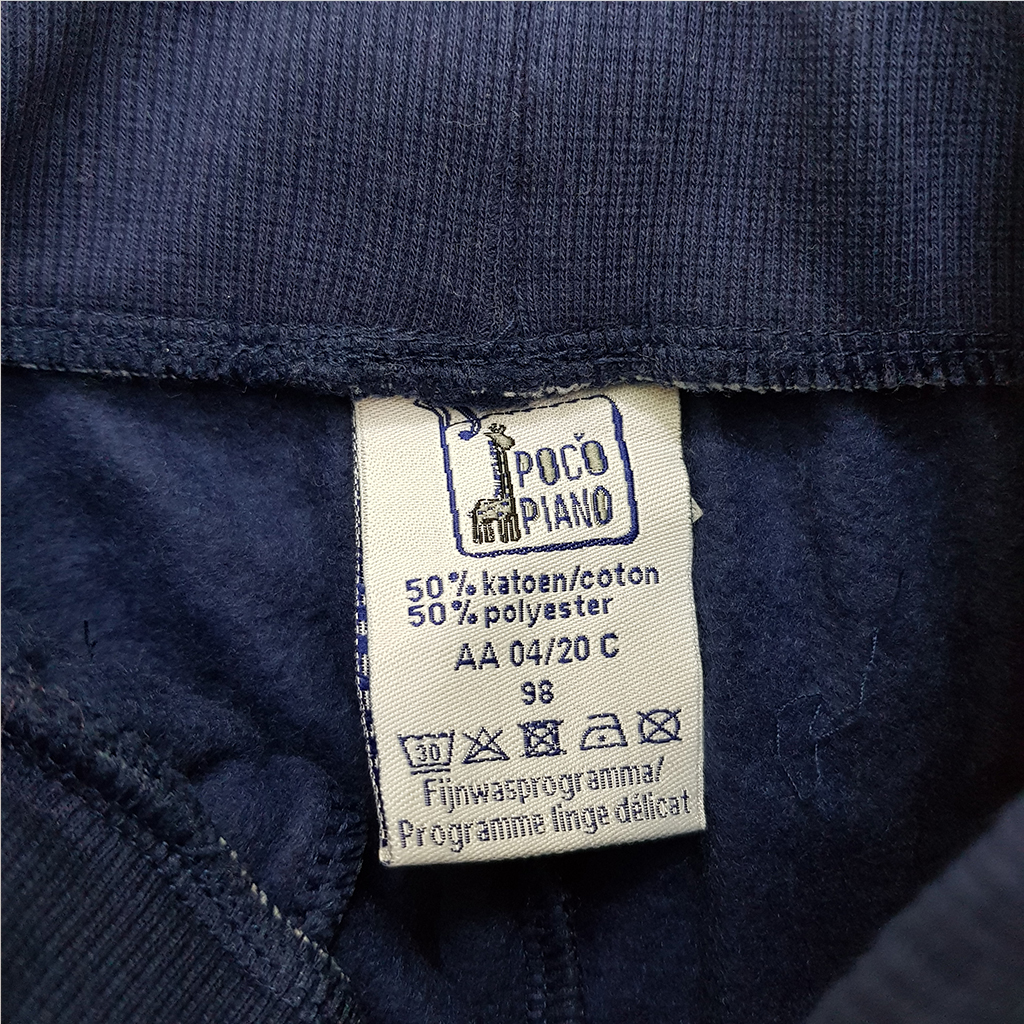 POCO
PIANO
50% katoen/coton
50% polyester
AA 04/20 C
98
30
Fijnwasprogramma/
Programme linge délicat